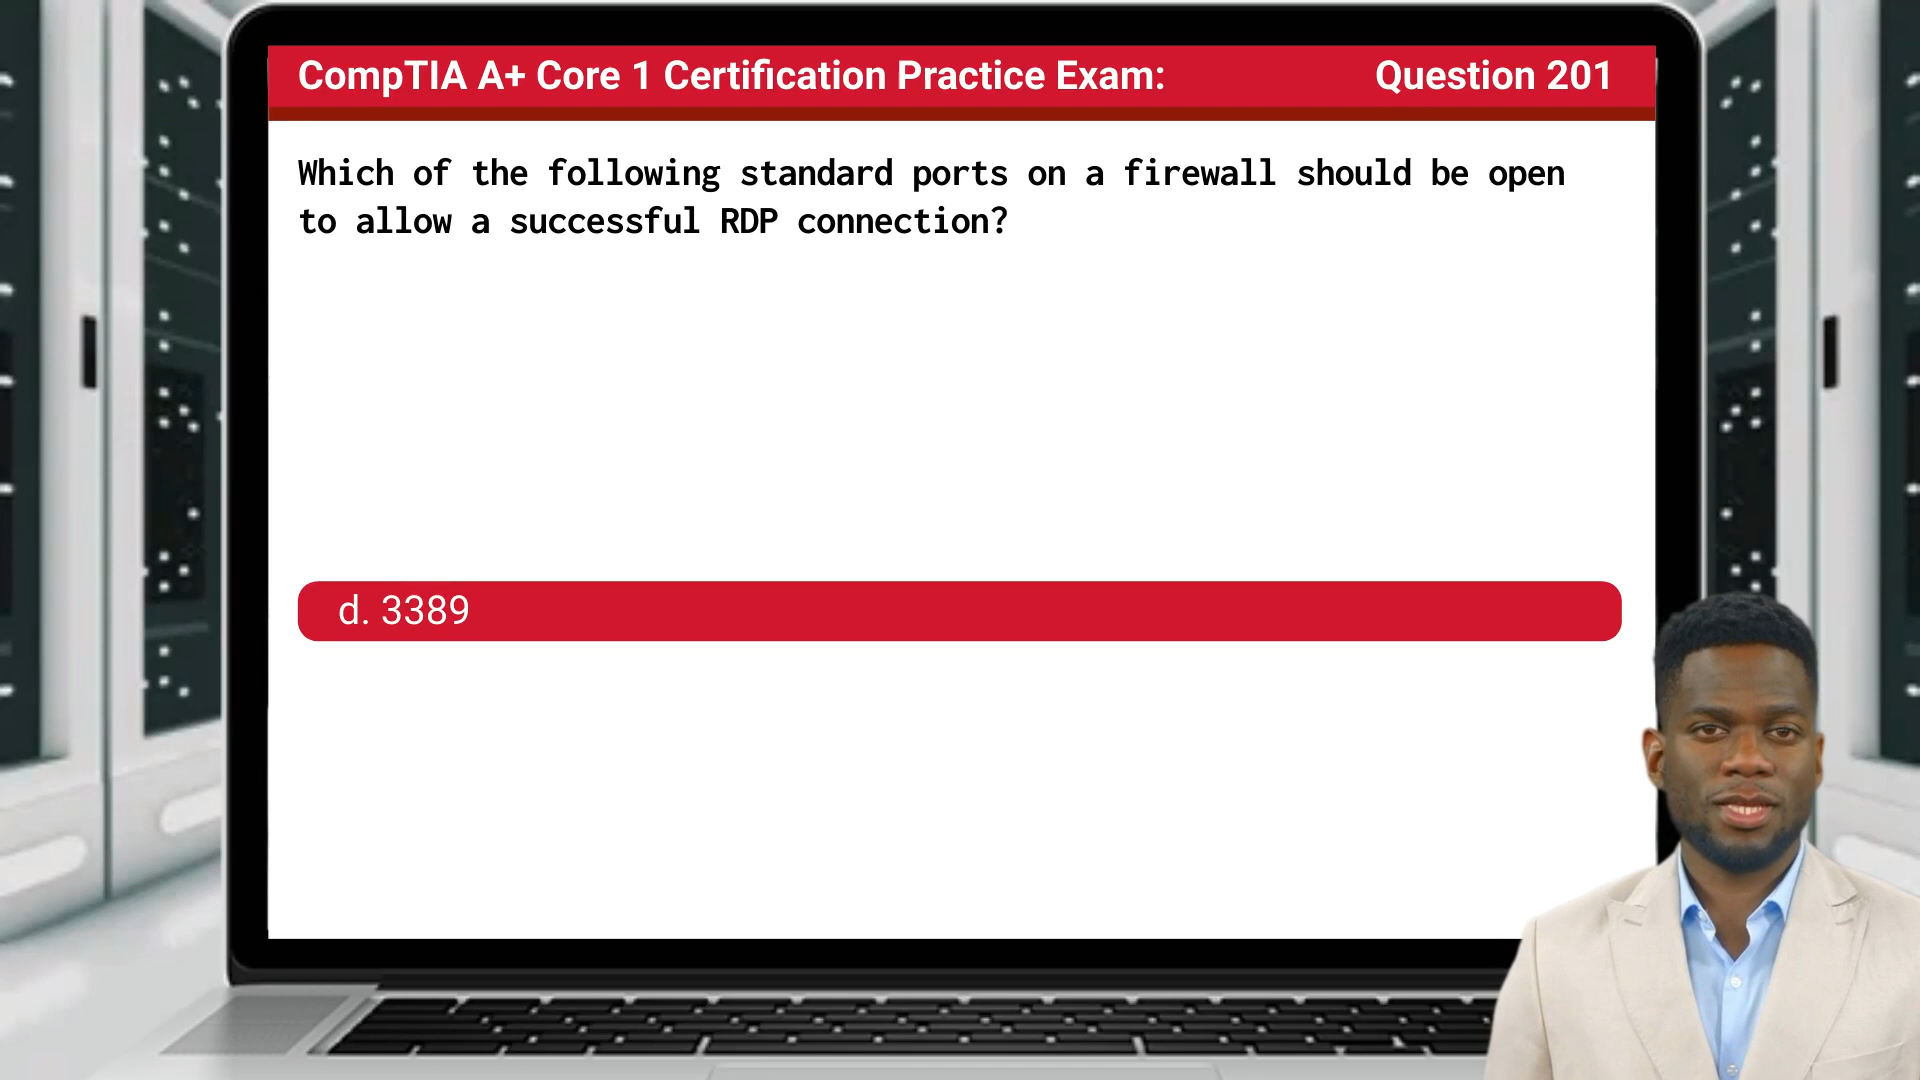 CompTIA A+ Core 1 Certification Practice Exam: Question 201
Which of the following standard ports on a firewall should be open
to allow a successful RDP connection?
d. 3389